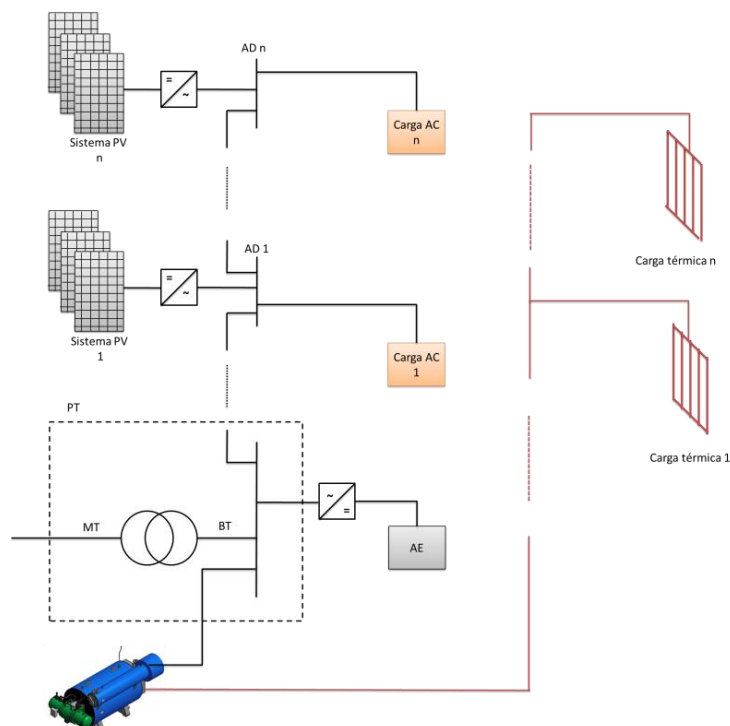 AD n
=
~
Sistema PV
n
Carga AC
n
Carga térmica n
AD 1
=
~
Sistema PV
1
Carga AC
1
Carga térmica 1
PT
MT
BT
~
=
AE